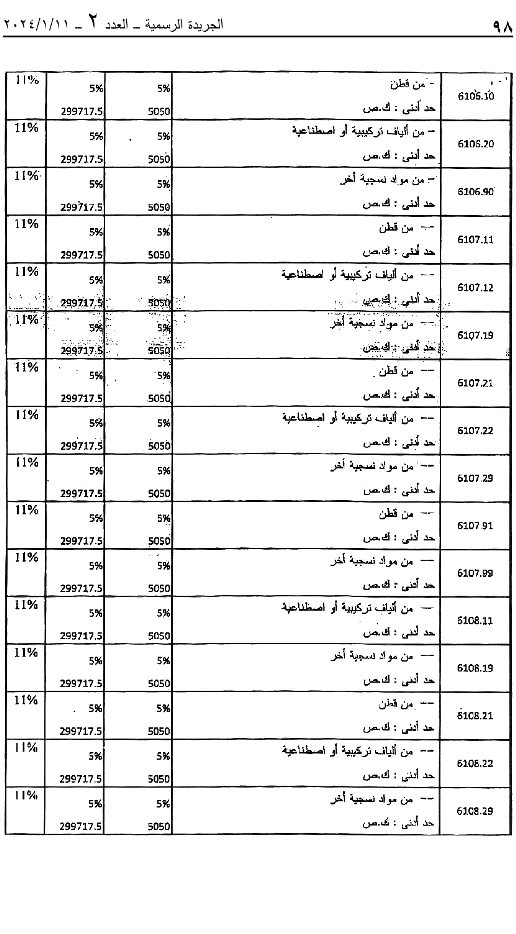 ٩٨
الجريدة الرسمية ــ العدد ٢ ــ ٢٠٢٤/١/١١
6106.10 - من قطن 5% 5% 11%
حد أدنى : ك.ص 5050 299717.5
6106.20 - من ألياف تركيبية أو اصطناعية 5% 5% 11%
حد أدنى : ك.ص 5050 299717.5
6106.90 - من مواد نسجية أخر 5% 5% 11%
حد أدنى : ك.ص 5050 299717.5
6107.11 -- من قطن 5% 5% 11%
حد أدنى : ك.ص 5050 299717.5
6107.12 -- من ألياف تركيبية أو اصطناعية 5% 5% 11%
حد أدنى : ك.ص 5050 299717.5
6107.19 -- من مواد نسجية أخر 5% 5% 11%
حد أدنى : ك.ص 5050 299717.5
6107.21 -- من قطن 5% 5% 11%
حد أدنى : ك.ص 5050 299717.5
6107.22 -- من ألياف تركيبية أو اصطناعية 5% 5% 11%
حد أدنى : ك.ص 5050 299717.5
6107.29 -- من مواد نسجية أخر 5% 5% 11%
حد أدنى : ك.ص 5050 299717.5
6107.91 -- من قطن 5% 5% 11%
حد أدنى : ك.ص 5050 299717.5
6107.99 -- من مواد نسجية أخر 5% 5% 11%
حد أدنى : ك.ص 5050 299717.5
6108.11 -- من ألياف تركيبية أو اصطناعية 5% 5% 11%
حد أدنى : ك.ص 5050 299717.5
6108.19 -- من مواد نسجية أخر 5% 5% 11%
حد أدنى : ك.ص 5050 299717.5
6108.21 -- من قطن 5% 5% 11%
حد أدنى : ك.ص 5050 299717.5
6108.22 -- من ألياف تركيبية أو اصطناعية 5% 5% 11%
حد أدنى : ك.ص 5050 299717.5
6108.29 -- من مواد نسجية أخر 5% 5% 11%
حد أدنى : ك.ص 5050 299717.5